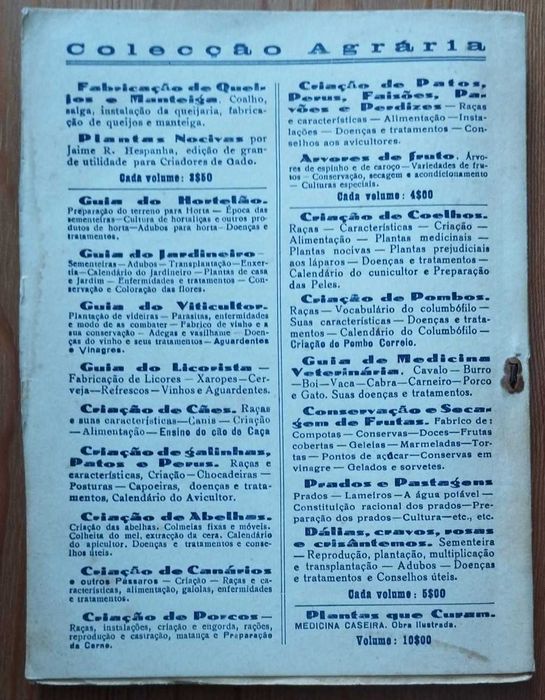 Colecção Agrária
Fabricação de Quei-
jos e Manteiga. Coalho,
salga, instalação da queijaria, fabrica-
ção de queijos e manteiga.
Plantas Nocivas por
Jaime R. Hespanha, edição de gran-
de utilidade para Criadores de Gado.
Cada volume: 3$50
Guia do Hortelão.
Preparação do terreno para Horta — Época das
sementeiras — Cultura de hortaliças e outros pro-
dutos de horta — Adubos para horta — Doenças e
tratamentos.
Guia do Jardineiro —
Sementeiras — Adubos — Transplantação — Enxer-
tia — Calendário do Jardineiro — Plantas de casa
e Jardim — Enfermidades e tratamentos — Con-
servação e Coloração das flores.
Guia do Viticultor.
Plantação de videiras — Parasitas, enfermidades
e modo de as combater — Fabrico de vinho e a
sua conservação — Adegas e vasilhame — Doen-
ças do vinho e seus tratamentos — Aguardentes
e Vinagres.
Guia do Licorista —
Fabricação de Licores — Xaropes — Cer-
veja — Refrescos — Vinhos e Aguardentes.
Criação de Cães. Raças
e suas características — Canis — Criação
— Alimentação — Ensino do cão de Caça
Criação de galinhas,
Patos e Perus. Raças e
características, Criação — Chocadeiras —
Posturas — Capoeiras, doenças e trata-
mentos, Calendário do Avicultor.
Criação de Abelhas.
Criação das abelhas. Colmeias fixas e móveis.
Colheita do mel, extracção da cera. Calendário
do apicultor. Doenças e tratamentos e conse-
lhos úteis.
Criação de Canários
e outros Pássaros — Criação — Raças e ca-
racterísticas, alimentação, gaiolas, enfermidades
e tratamentos.
Criação de Porcos —
Raças, instalações, criação e engorda, rações,
reprodução e castração, matança e Preparação
da Carne.
Criação de Patos,
Perus, Faisões, Pa-
vões e Perdizes — Raças
e características — Alimentação — Insta-
lações — Doenças e tratamentos — Con-
selhos aos avicultores.
Arvores de fruto. Árvo-
res de espinho e de caroço — Variedades de fru-
tos — Conservação, secagem e acondicionamento
— Culturas especiais.
Cada volume: 4$00
Criação de Coelhos.
Raças — Características — Criação —
Alimentação — Plantas medicinais —
Plantas nocivas — Plantas prejudiciais
aos láparos — Doenças e tratamentos —
Calendário do cunicultor e Preparação
das Peles.
Criação de Pombos.
Raças — Vocabulário do columbófilo —
Suas características — Doenças e trata-
mentos — Calendário do Columbófilo —
Criação do Pombo Correio.
Guia de Medicina
Veterinária. Cavalo — Burro
— Boi — Vaca — Cabra — Carneiro — Porco
e Gato. Suas doenças e tratamentos.
Conservação e Seca-
gem de Frutas. Fabrico de:
Compotas — Conservas — Doces — Frutas
cobertas — Geleias — Marmeladas — Tor-
tas — Pontos de açúcar — Conservas em
vinagre — Gelados e sorvetes.
Prados e Pastagens
Prados — Lameiros — A água potável —
Constituição racional dos prados — Pre-
paração dos prados — Cultura — etc., etc.
Dálias, cravos, rosas
e crisântemos. Sementeira
— Reprodução, plantação, multiplicação
e transplantação — Adubos — Doenças
e tratamentos e Conselhos úteis.
Cada volume: 5$00
Plantas que Curam.
MEDICINA CASEIRA. Obra ilustrada.
Volume: 10$00